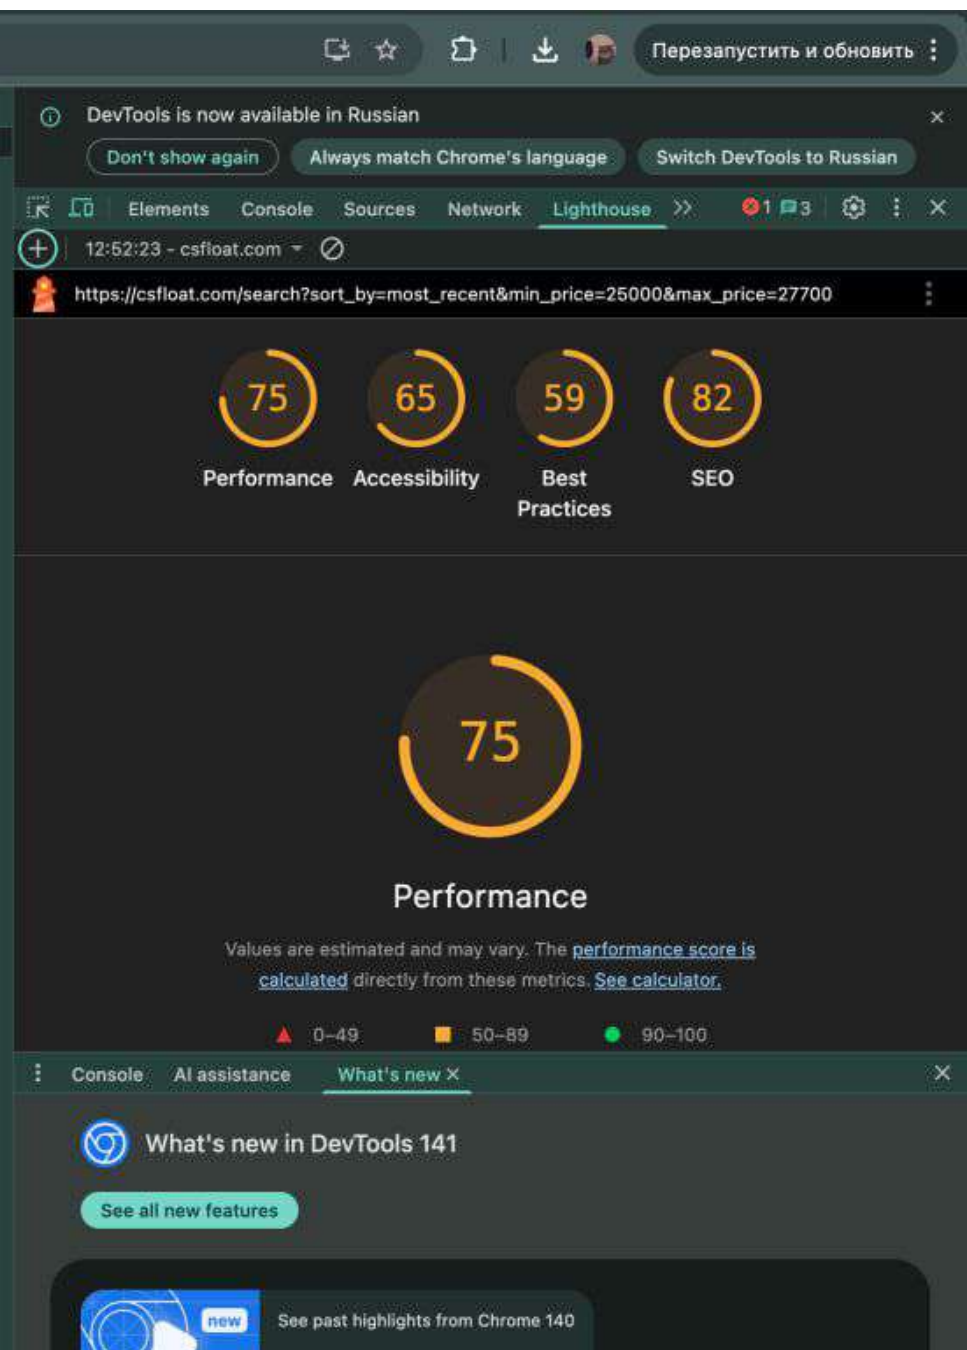 Перезапустить и обновить
DevTools is now available in Russian
Don't show again Always match Chrome's language Switch DevTools to Russian
Elements Console Sources Network Lighthouse 1 3
12:52:23 - csfloat.com
https://csfloat.com/search?sort_by=most_recent&min_price=25000&max_price=27700
75 65 59 82
Performance Accessibility Best Practices SEO
75
Performance
Values are estimated and may vary. The performance score is
calculated directly from these metrics. See calculator.
0–49 50–89 90–100
Console AI assistance What's new
What's new in DevTools 141
See all new features
new See past highlights from Chrome 140